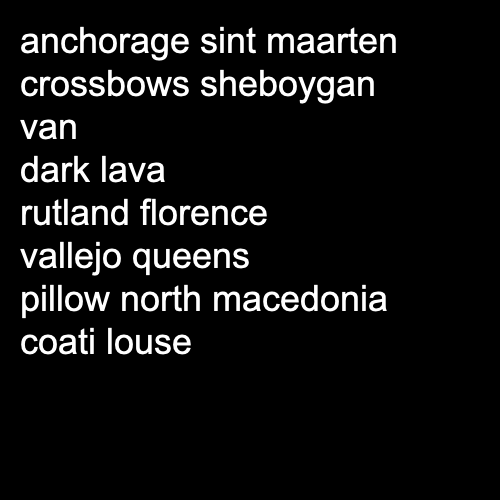 anchorage sint maarten
crossbows sheboygan
van
dark lava
rutland florence
vallejo queens
pillow north macedonia
coati louse